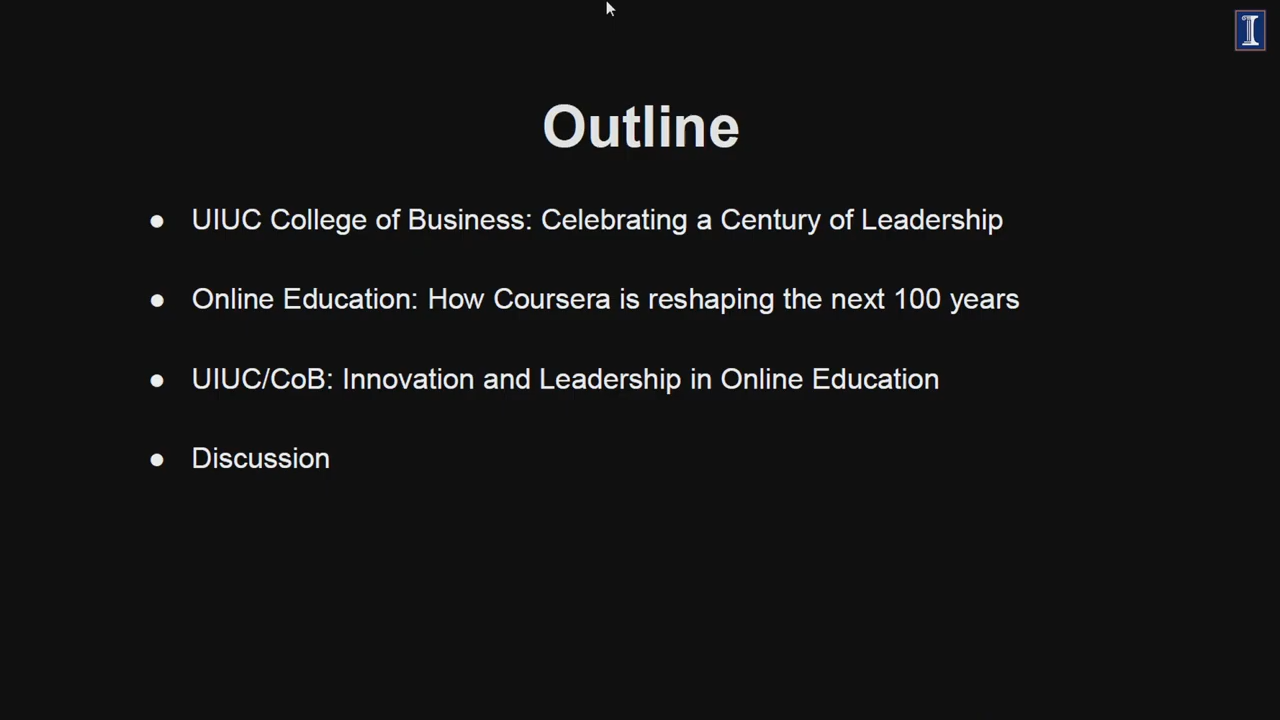 I
Outline
● UIUC College of Business: Celebrating a Century of Leadership
● Online Education: How Coursera is reshaping the next 100 years
● UIUC/CoB: Innovation and Leadership in Online Education
● Discussion